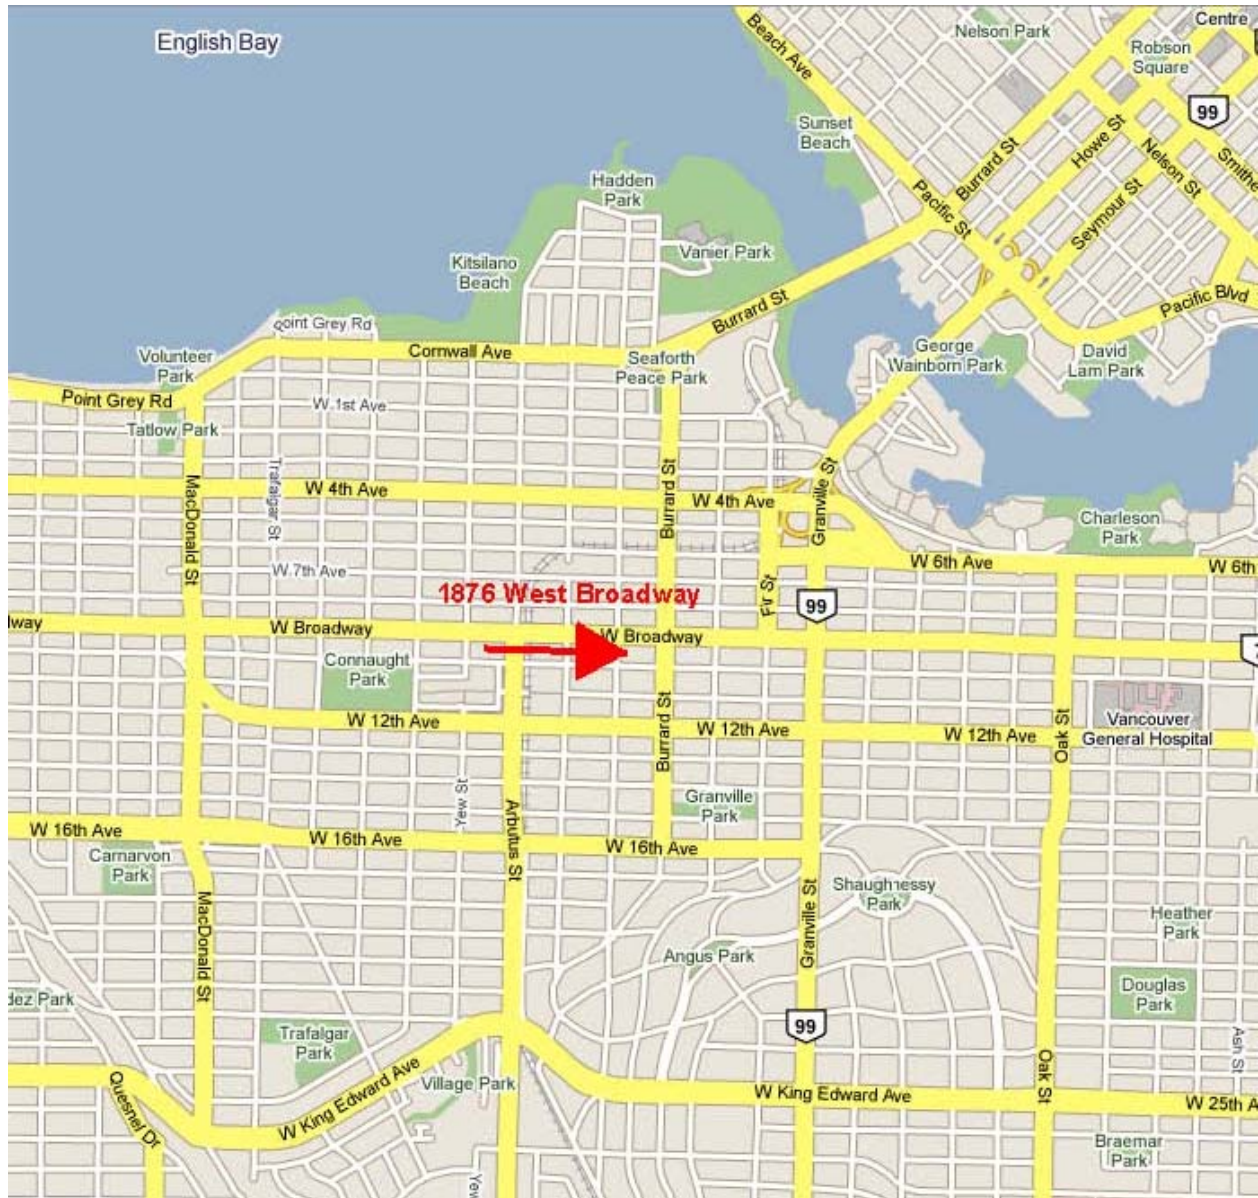 Centre
English Bay
Beach Ave
Nelson Park
Robson
Square
99
Sunset
Beach
Burrard St
Howe St
Nelson St
Smithe
Hadden
Park
Pacific St
Seymour St
Kitsilano
Beach
Vanier Park
Burrard St
Pacific Blvd
Point Grey Rd
Volunteer
Park
Cornwall Ave
Seaforth
Peace Park
George
Wainborn Park
David
Lam Park
Point Grey Rd
W 1st Ave
Tatlow Park
MacDonald St
Trafalgar St
W 4th Ave
Burrard St
W 4th Ave
Granville St
Charleson
Park
W 7th Ave
W 6th Ave
W 6th
1876 West Broadway
Fir St
99
lway
W Broadway
W Broadway
Connaught
Park
Burrard St
W 12th Ave
W 12th Ave
W 12th Ave
Oak St
Vancouver
General Hospital
Yew St
Arbutus St
Granville
Park
W 16th Ave
W 16th Ave
W 16th Ave
Carnarvon
Park
MacDonald St
Granville St
Shaughnessy
Park
Heather
Park
Angus Park
dez Park
Douglas
Park
Trafalgar
Park
99
Ash St
Oak St
Quesnel Dr
Village Park
W King Edward Ave
W King Edward Ave
W 25th A
Braemar
Park
Yew